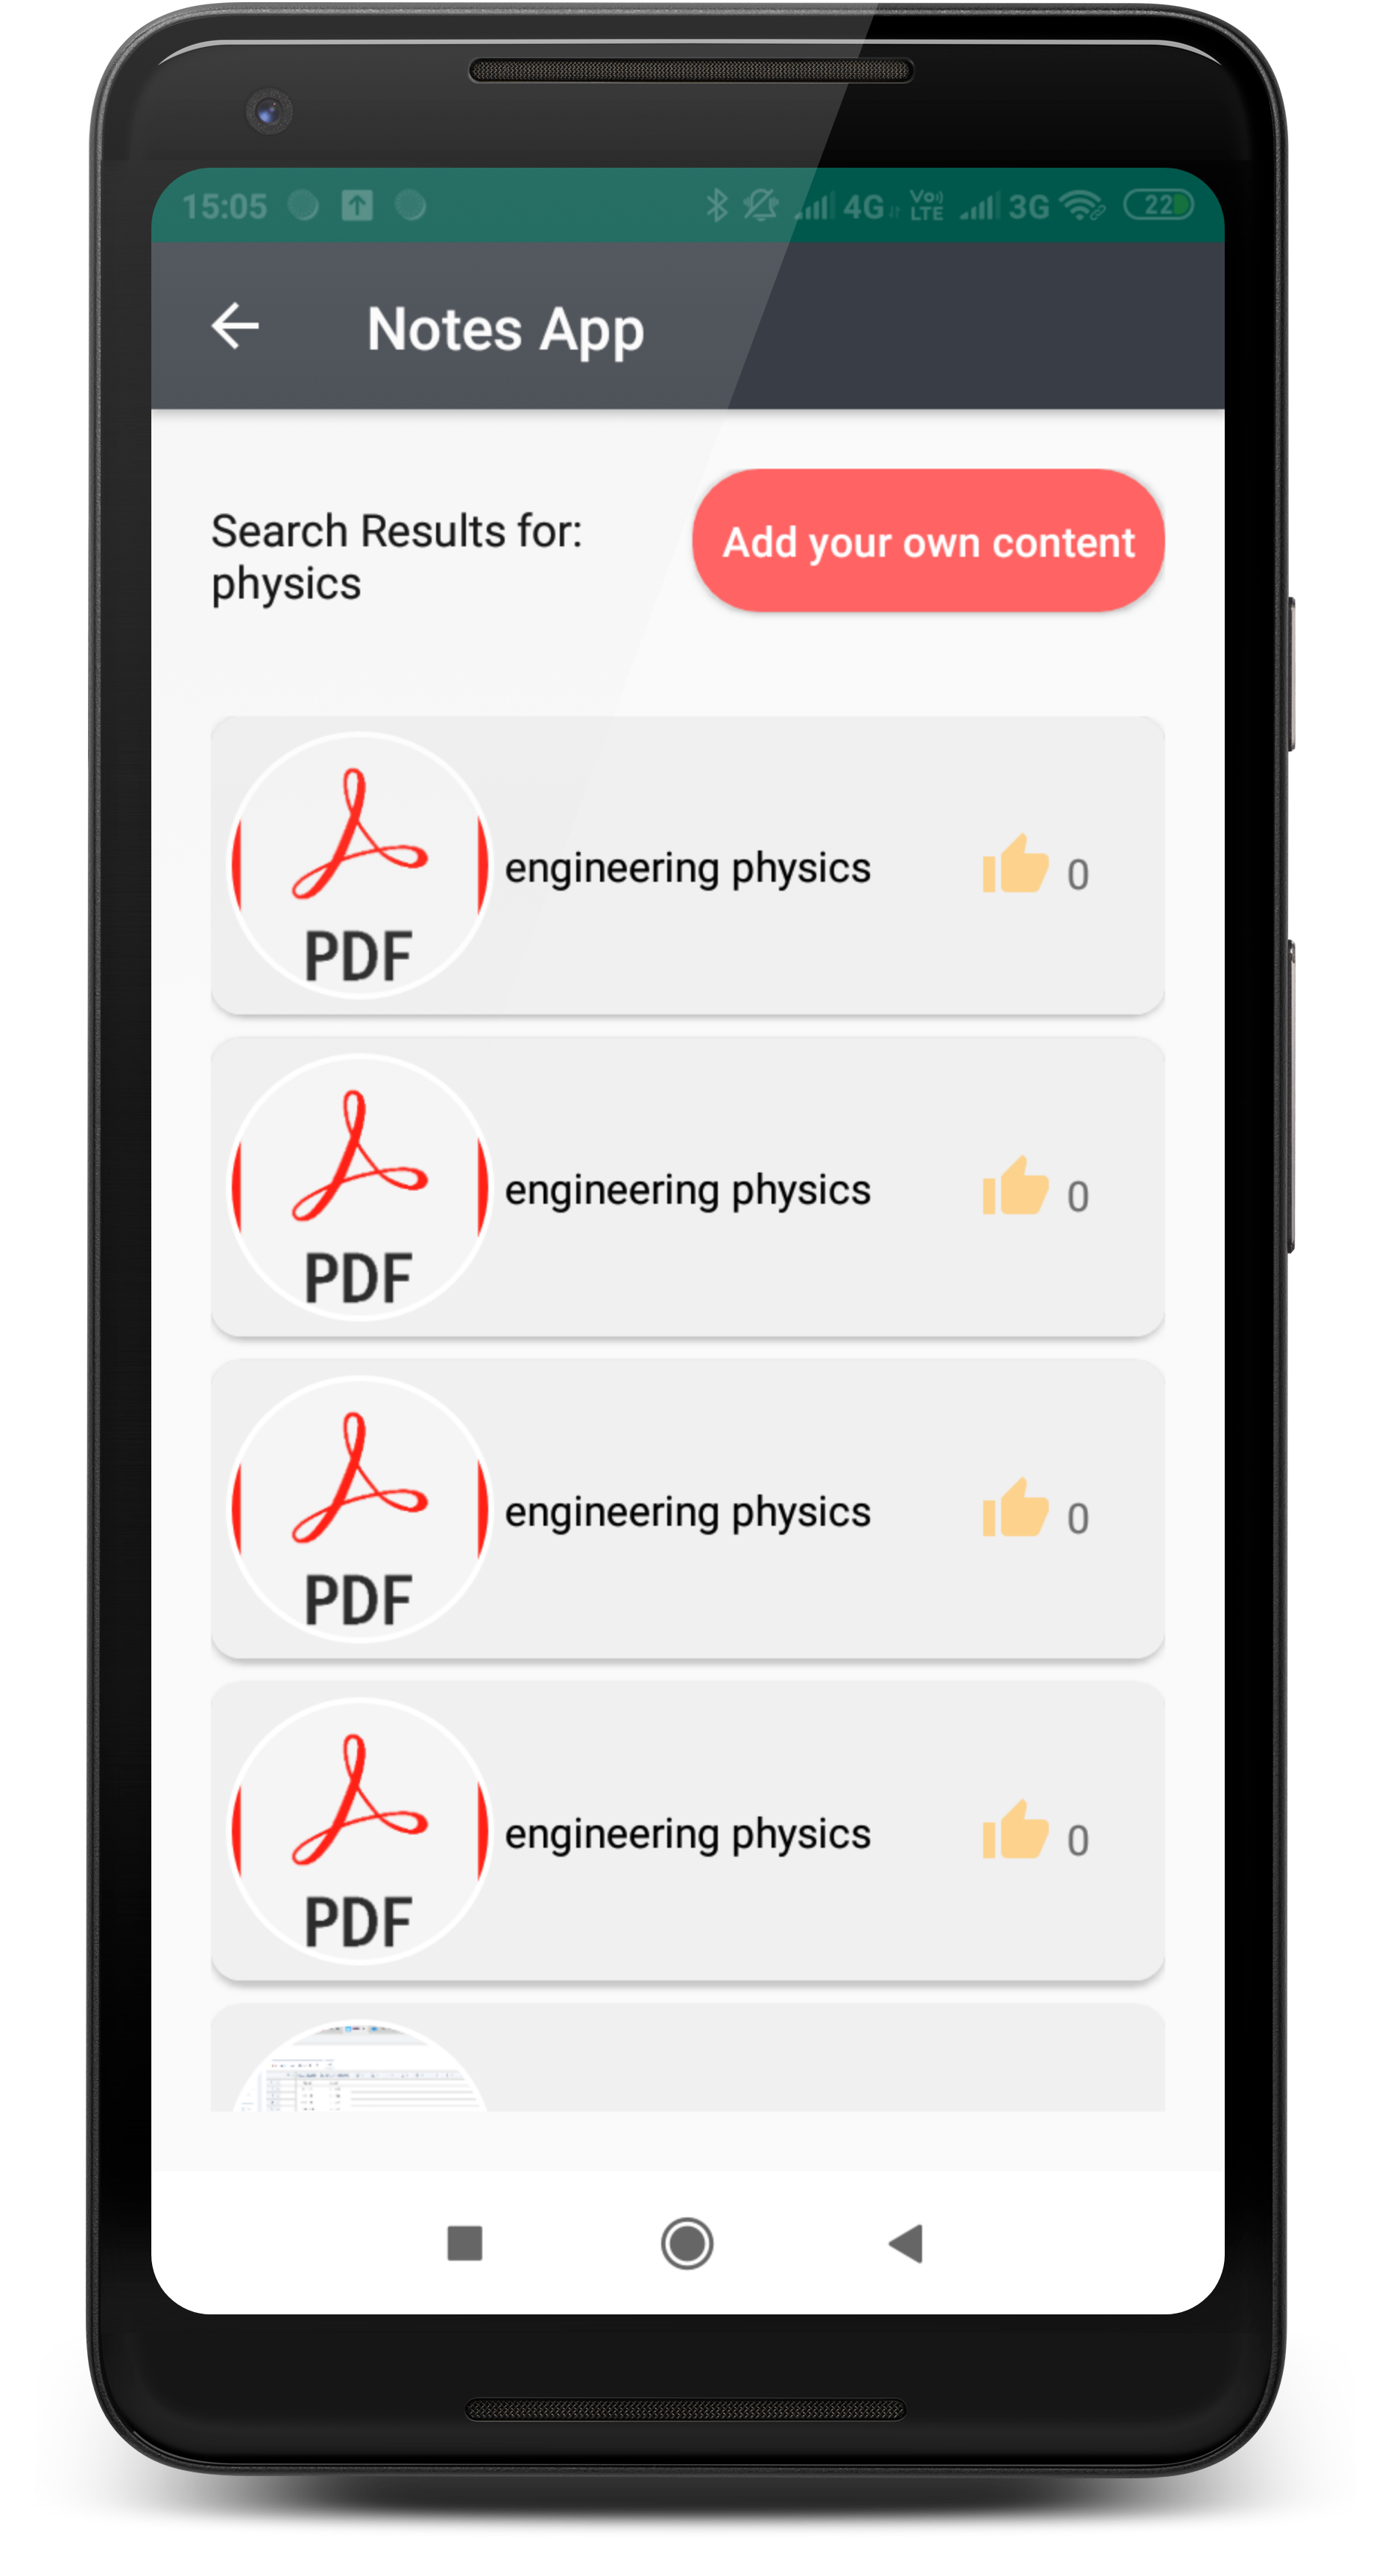 15:05 4G Vo) LTE 3G 22
Notes App
Search Results for:
physics
Add your own content
PDF
engineering physics
0
PDF
engineering physics
0
PDF
engineering physics
0
PDF
engineering physics
0